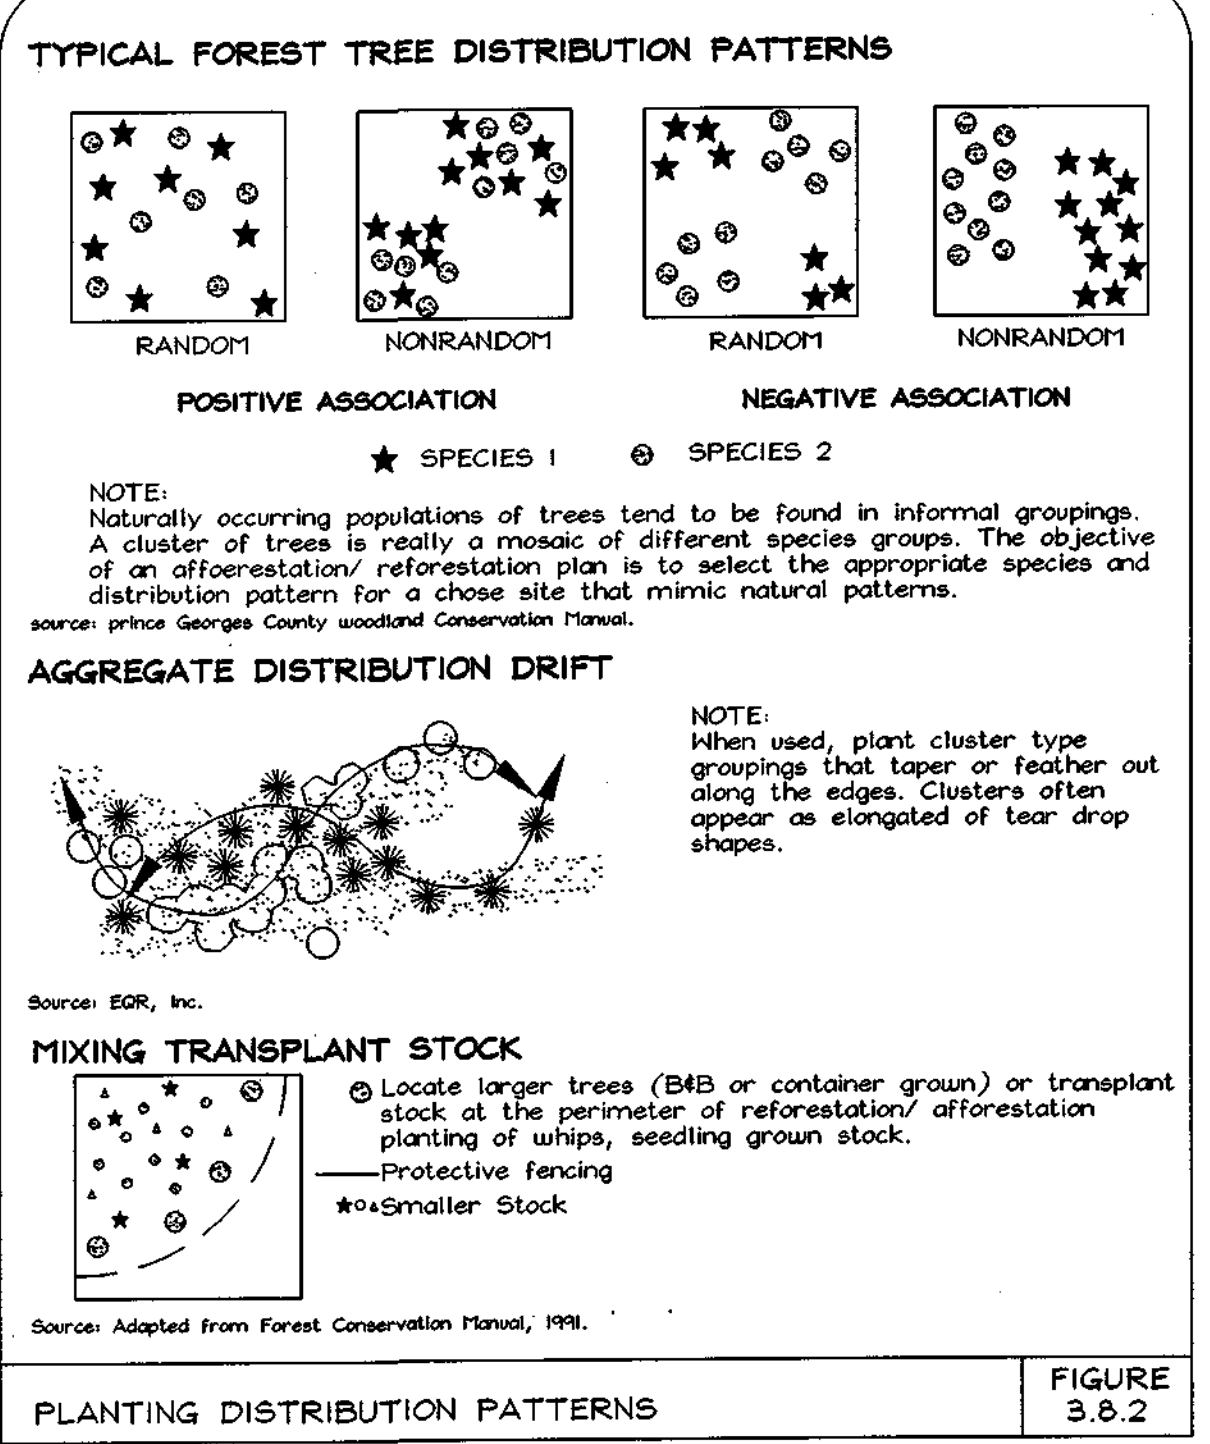 TYPICAL FOREST TREE DISTRIBUTION PATTERNS
RANDOM
NONRANDOM
RANDOM
NONRANDOM
POSITIVE ASSOCIATION
NEGATIVE ASSOCIATION
SPECIES 1
SPECIES 2
NOTE:
Naturally occurring populations of trees tend to be found in informal groupings.
A cluster of trees is really a mosaic of different species groups. The objective
of an affoerestation/ reforestation plan is to select the appropriate species and
distribution pattern for a chose site that mimic natural patterns.
source: prince Georges County woodland Conservation Manual.
AGGREGATE DISTRIBUTION DRIFT
NOTE:
When used, plant cluster type
groupings that taper or feather out
along the edges. Clusters often
appear as elongated of tear drop
shapes.
Source: EQR, Inc.
MIXING TRANSPLANT STOCK
Locate larger trees (B&B or container grown) or transplant
stock at the perimeter of reforestation/ afforestation
planting of whips, seedling grown stock.
Protective fencing
Smaller Stock
Source: Adapted from Forest Conservation Manual, 1991.
PLANTING DISTRIBUTION PATTERNS
FIGURE
3.8.2